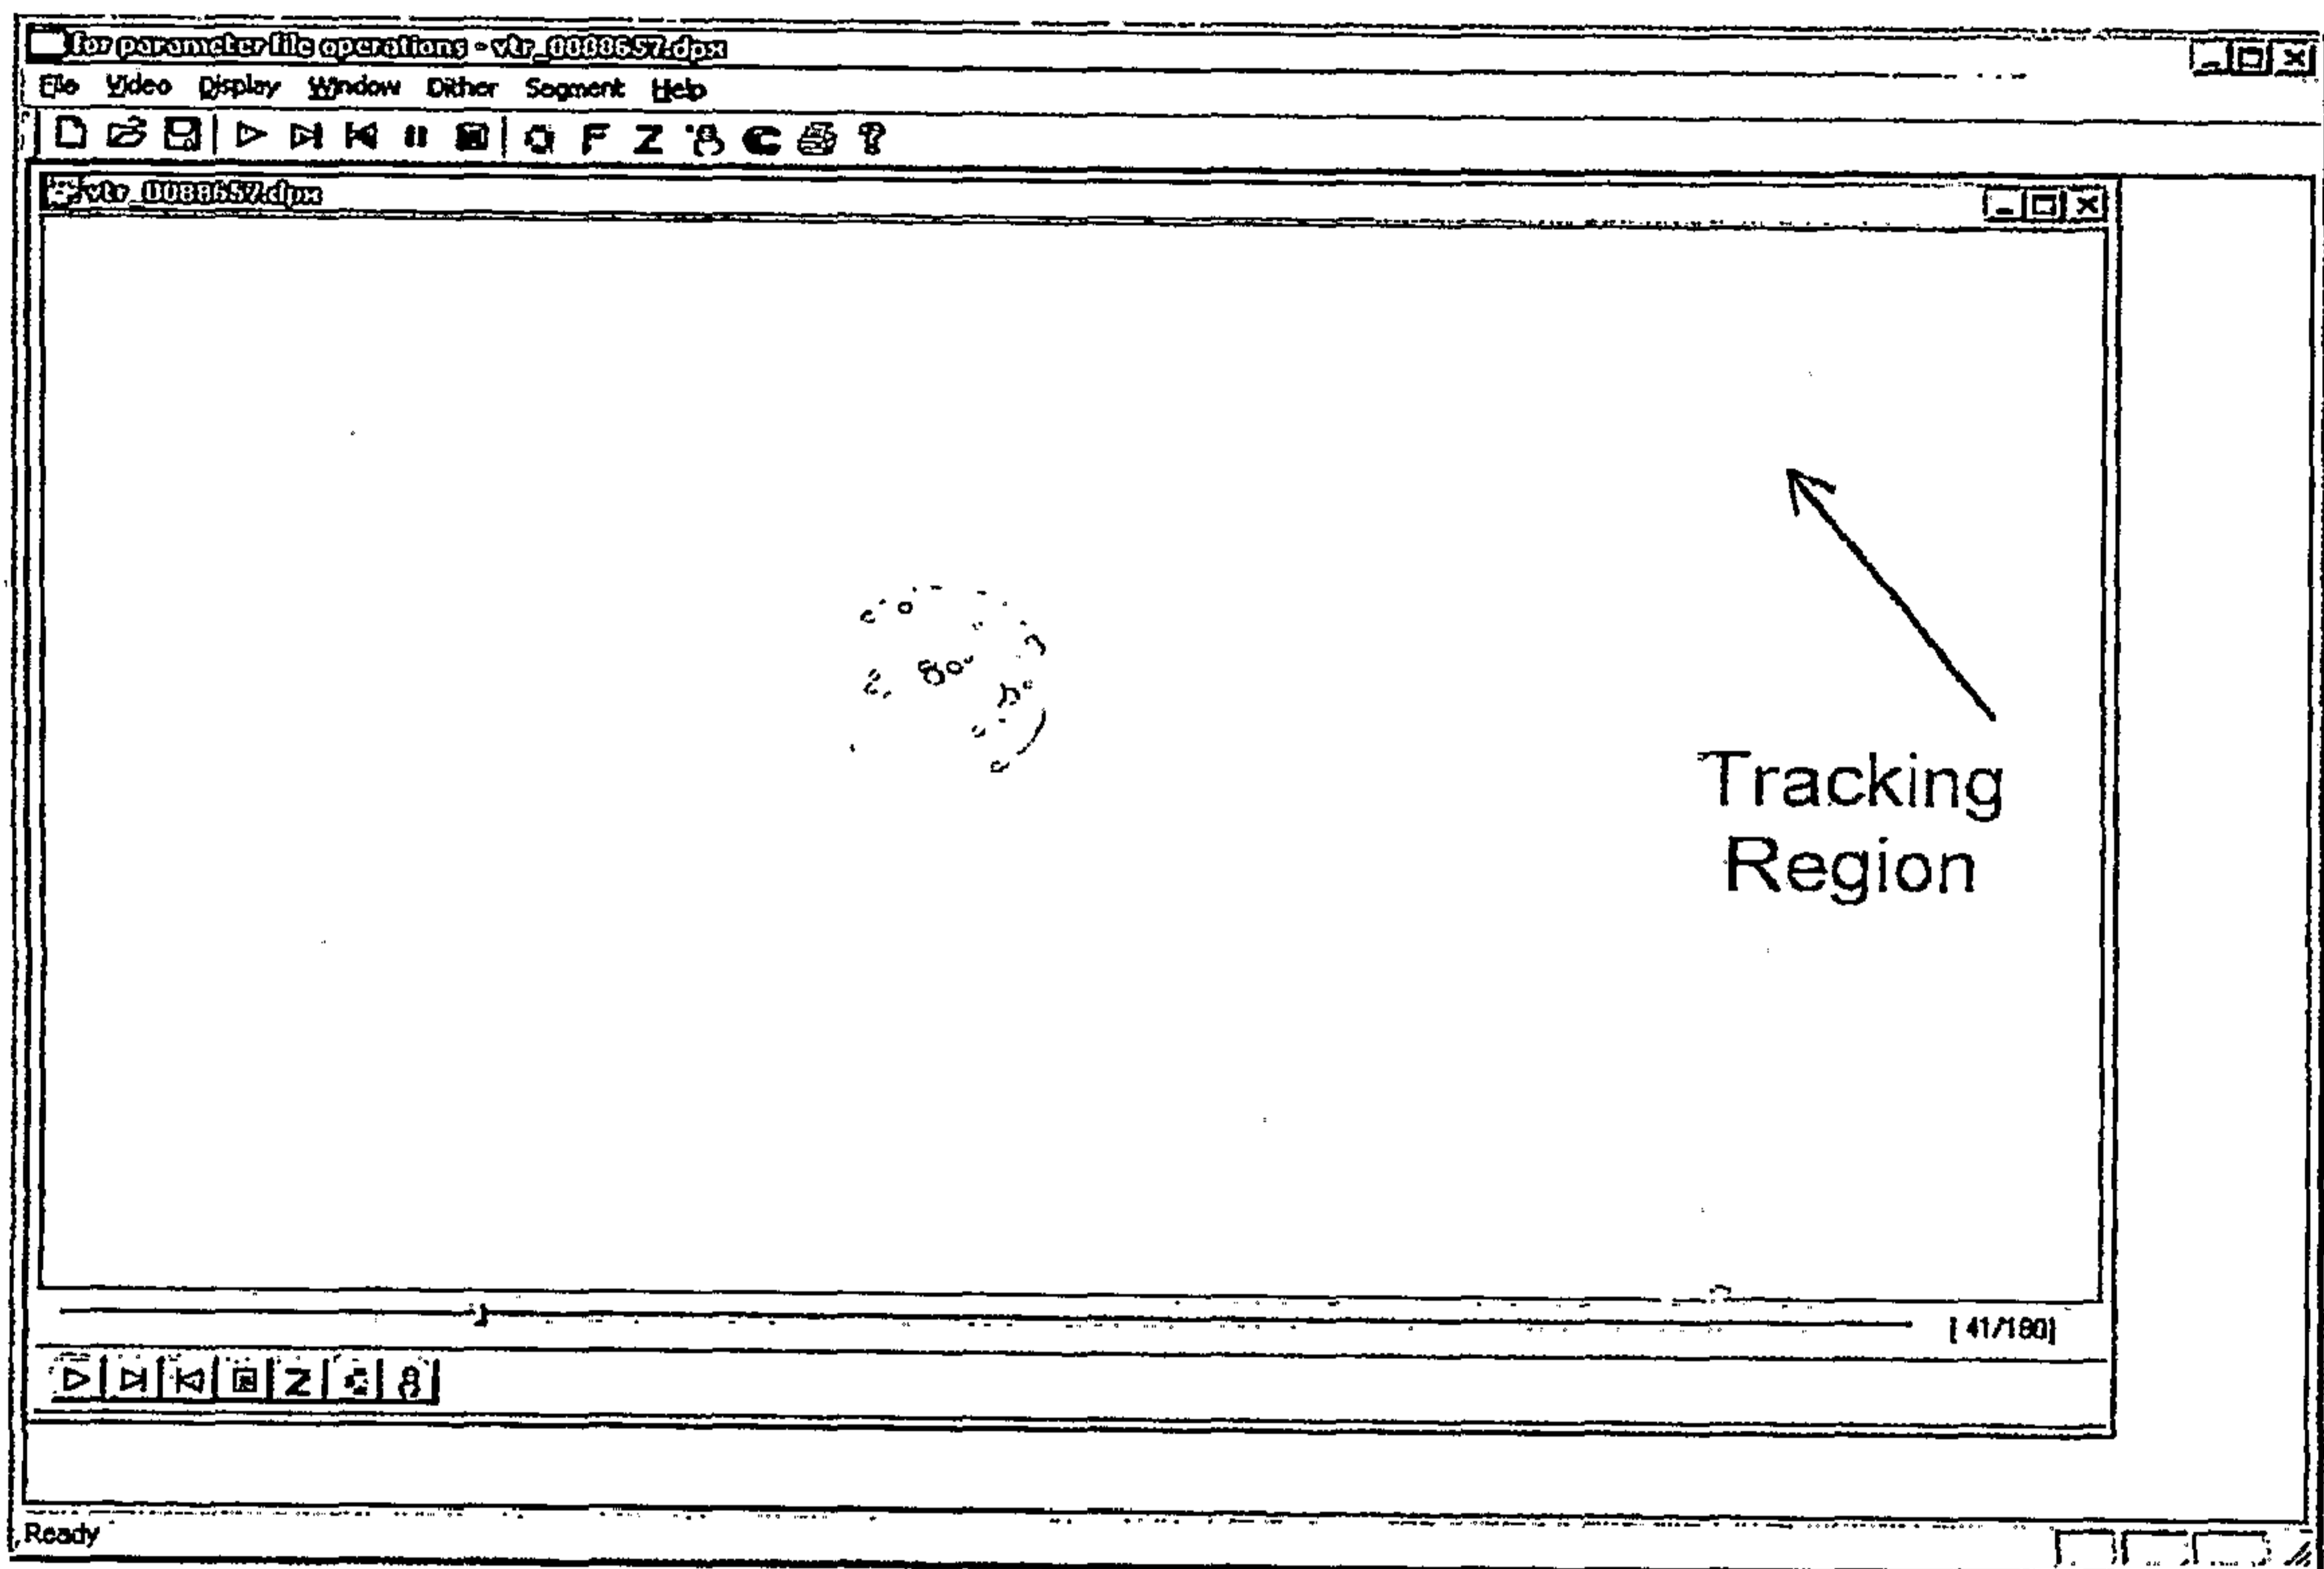 for parameter file operations - vtr_0088657.dpx
File Video Display Window Dither Segment Help
F Z C ?
vtr_0088657.dpx
Tracking
Region
[ 41/180]
Z
Ready